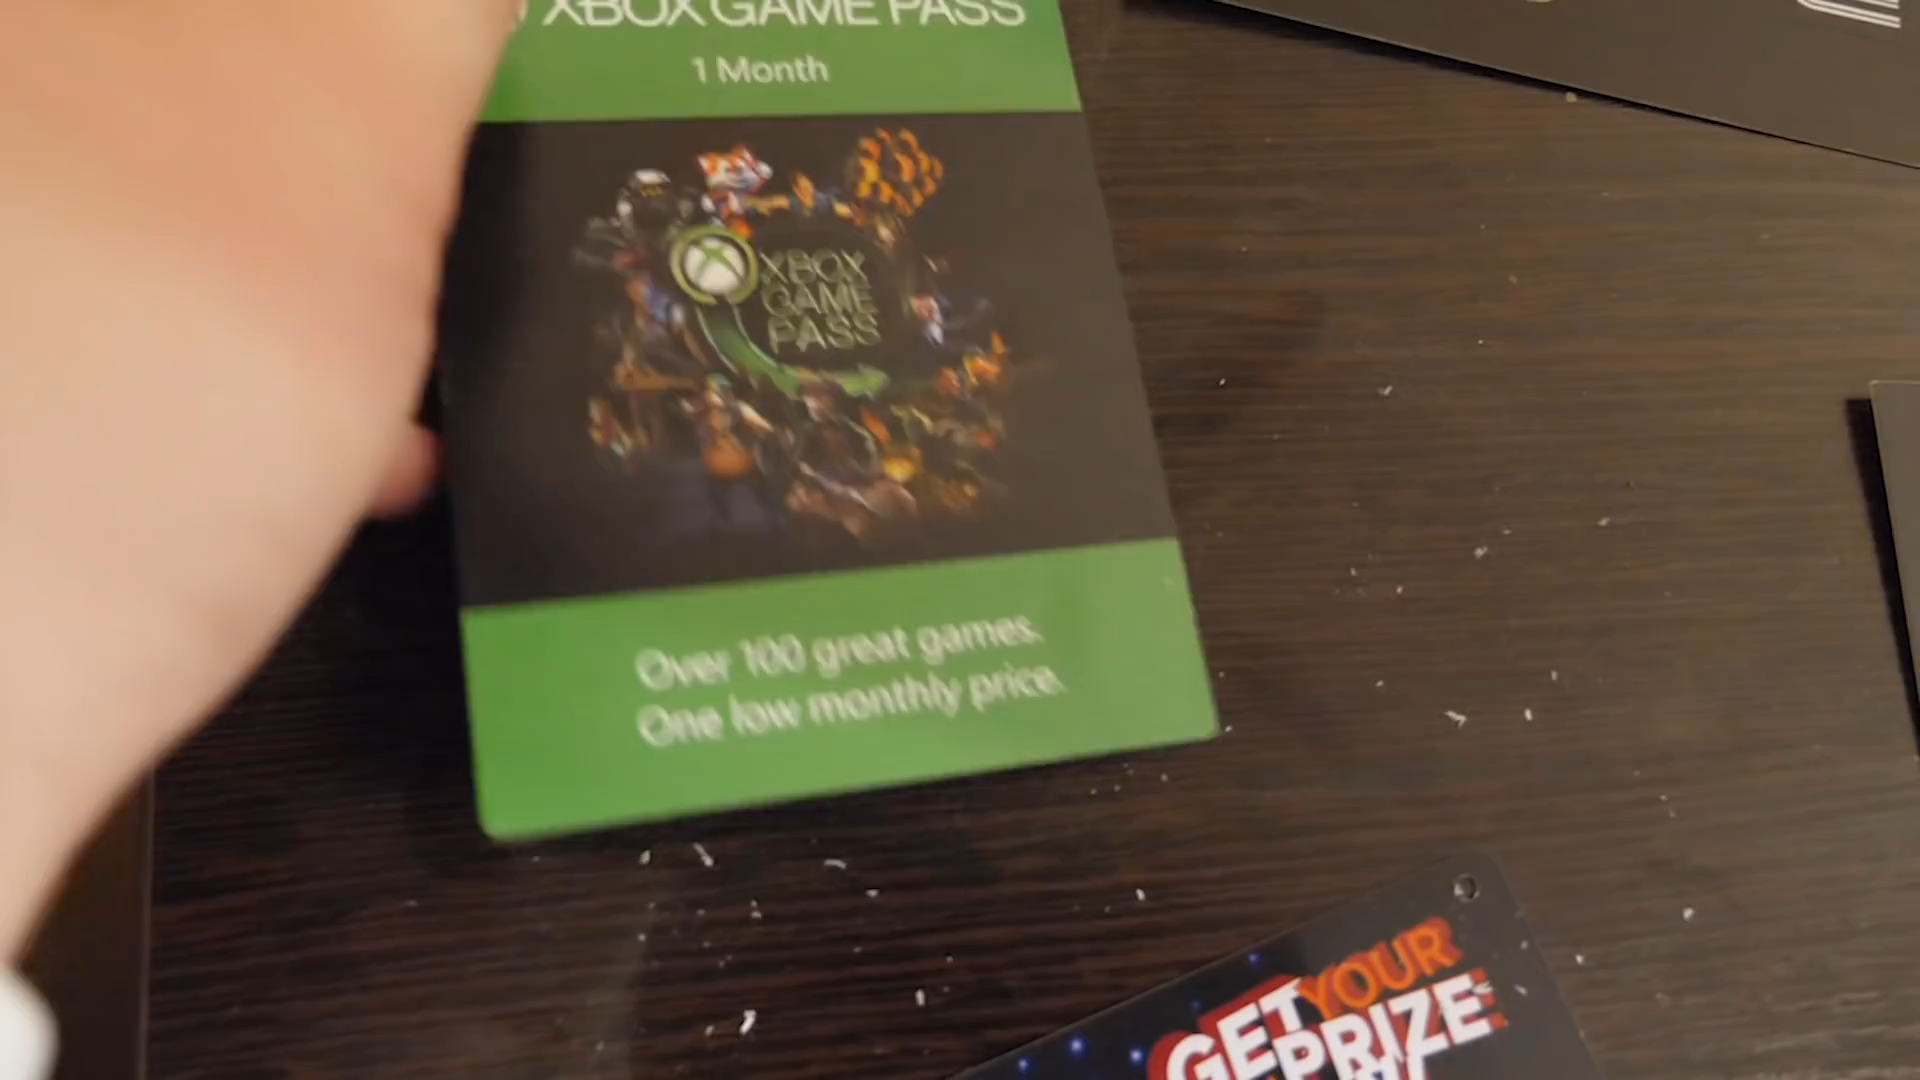 XBOX GAME PASS
1 Month
XBOX
GAME
PASS
Over 100 great games.
One low monthly price.
GET YOUR
PRIZE